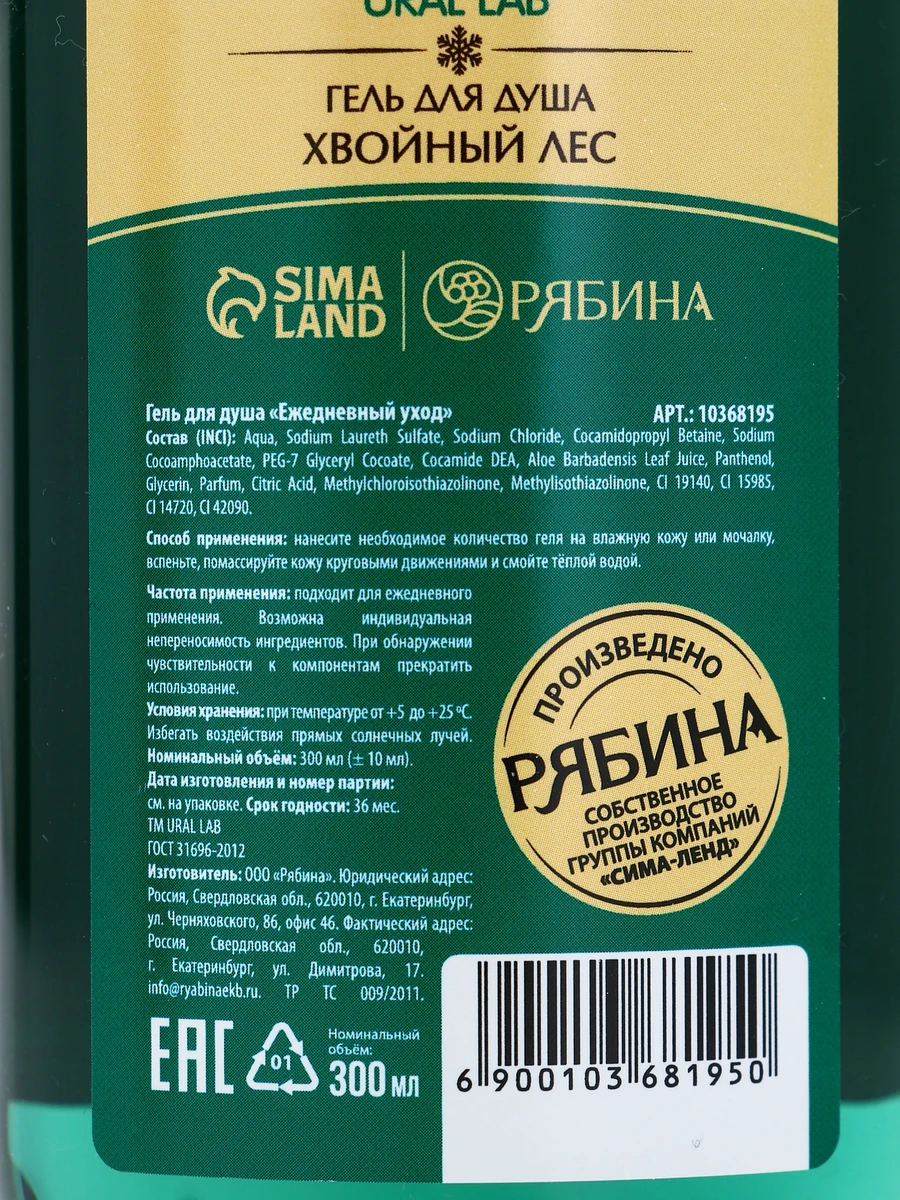 URAL LAB
ГЕЛЬ ДЛЯ ДУША
ХВОЙНЫЙ ЛЕС
SIMA
LAND
РЯБИНА
Гель для душа «Ежедневный уход» АРТ.: 10368195
Состав (INCI): Aqua, Sodium Laureth Sulfate, Sodium Chloride, Cocamidopropyl Betaine, Sodium
Cocoamphoacetate, PEG-7 Glyceryl Cocoate, Cocamide DEA, Aloe Barbadensis Leaf Juice, Panthenol,
Glycerin, Parfum, Citric Acid, Methylchloroisothiazolinone, Methylisothiazolinone, CI 19140, CI 15985,
CI 14720, CI 42090.
Способ применения: нанесите необходимое количество геля на влажную кожу или мочалку,
вспеньте, помассируйте кожу круговыми движениями и смойте тёплой водой.
Частота применения: подходит для ежедневного
применения. Возможна индивидуальная
непереносимость ингредиентов. При обнаружении
чувствительности к компонентам прекратить
использование.
Условия хранения: при температуре от +5 до +25 ºC.
Избегать воздействия прямых солнечных лучей.
Номинальный объём: 300 мл (± 10 мл).
Дата изготовления и номер партии:
см. на упаковке. Срок годности: 36 мес.
TM URAL LAB
ГОСТ 31696-2012
Изготовитель: ООО «Рябина». Юридический адрес:
Россия, Свердловская обл., 620010, г. Екатеринбург,
ул. Черняховского, 86, офис 46. Фактический адрес:
Россия, Свердловская обл., 620010,
г. Екатеринбург, ул. Димитрова, 17.
info@ryabinaekb.ru. ТР ТС 009/2011.
ПРОИЗВЕДЕНО
РЯБИНА
СОБСТВЕННОЕ
ПРОИЗВОДСТВО
ГРУППЫ КОМПАНИЙ
«СИМА-ЛЕНД»
EAC
01
Номинальный
объём:
300 мл
6 900103 681950